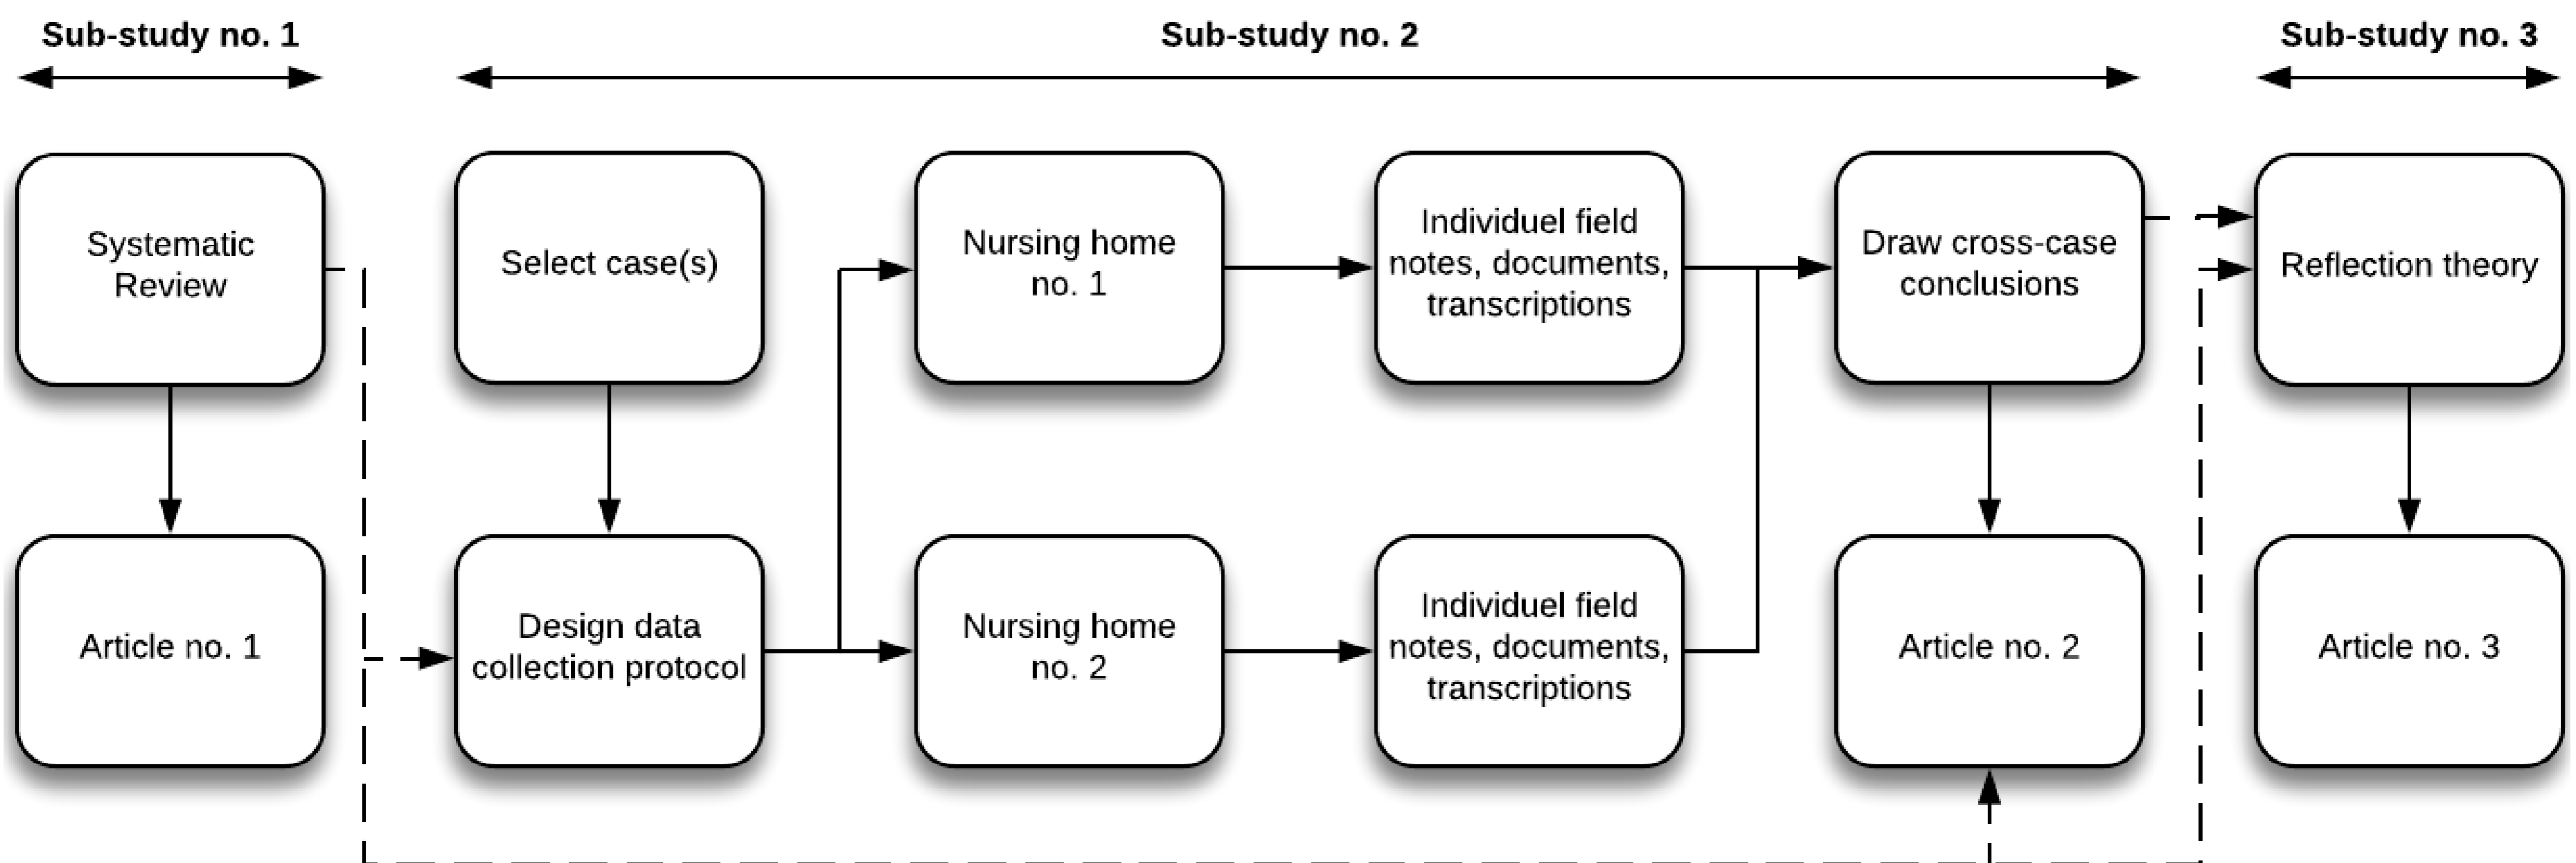 Sub-study no. 1
Sub-study no. 2
Sub-study no. 3
Systematic
Review
Select case(s)
Nursing home
no. 1
Individuel field
notes, documents,
transcriptions
Draw cross-case
conclusions
Reflection theory
Article no. 1
Design data
collection protocol
Nursing home
no. 2
Individuel field
notes, documents,
transcriptions
Article no. 2
Article no. 3